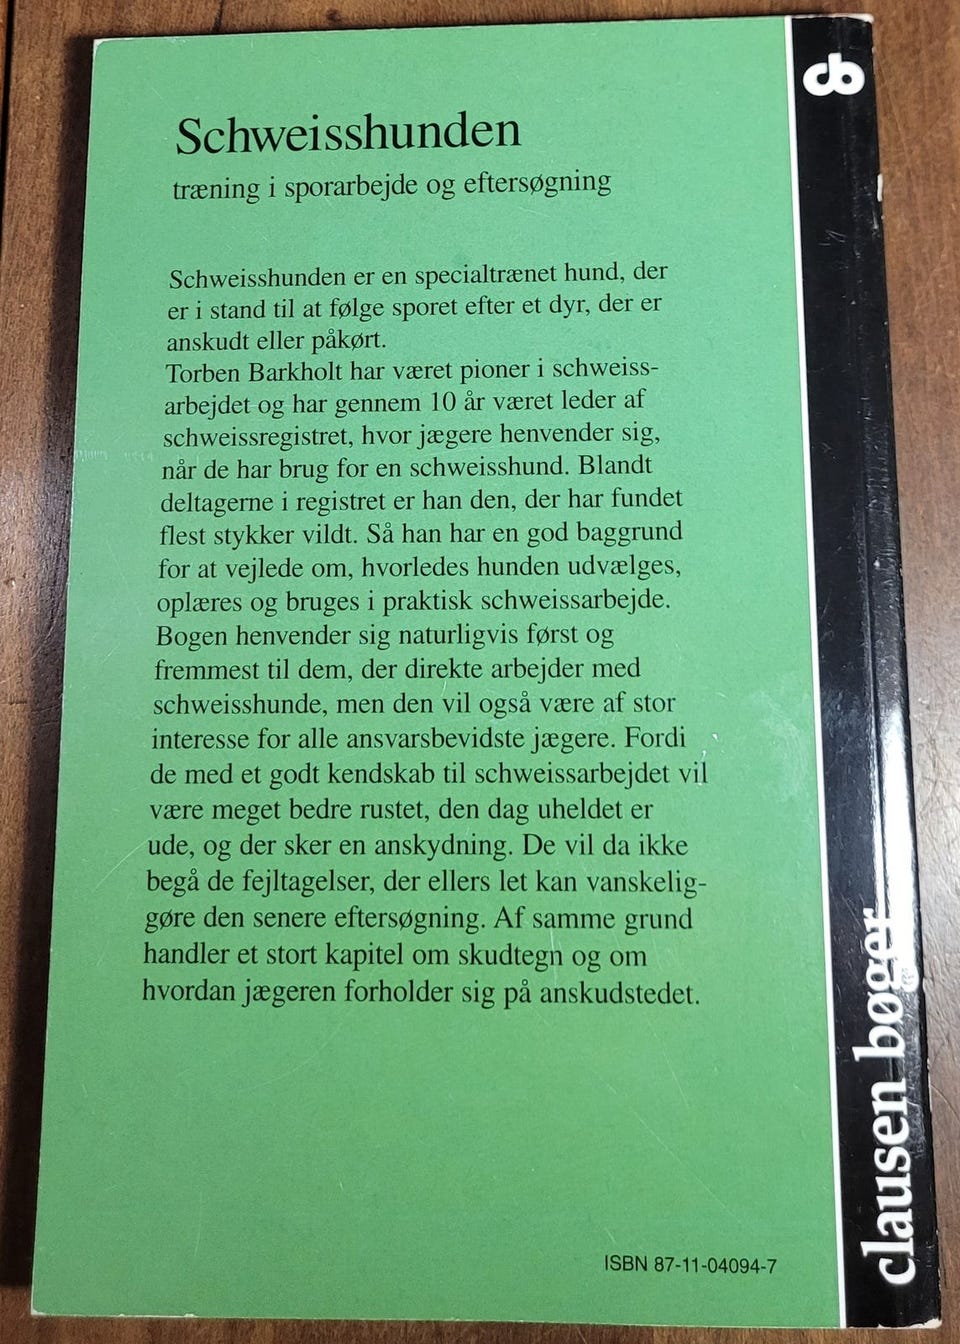 Schweisshunden
træning i sporarbejde og eftersøgning
Schweisshunden er en specialtrænet hund, der
er i stand til at følge sporet efter et dyr, der er
anskudt eller påkørt.
Torben Barkholt har været pioner i schweiss-
arbejdet og har gennem 10 år været leder af
schweissregistret, hvor jægere henvender sig,
når de har brug for en schweisshund. Blandt
deltagerne i registret er han den, der har fundet
flest stykker vildt. Så han har en god baggrund
for at vejlede om, hvorledes hunden udvælges,
oplæres og bruges i praktisk schweissarbejde.
Bogen henvender sig naturligvis først og
fremmest til dem, der direkte arbejder med
schweisshunde, men den vil også være af stor
interesse for alle ansvarsbevidste jægere. Fordi
de med et godt kendskab til schweissarbejdet vil
være meget bedre rustet, den dag uheldet er
ude, og der sker en anskydning. De vil da ikke
begå de fejltagelser, der ellers let kan vanskelig-
gøre den senere eftersøgning. Af samme grund
handler et stort kapitel om skudtegn og om
hvordan jægeren forholder sig på anskudstedet.
ISBN 87-11-04094-7
cb
clausen bøger